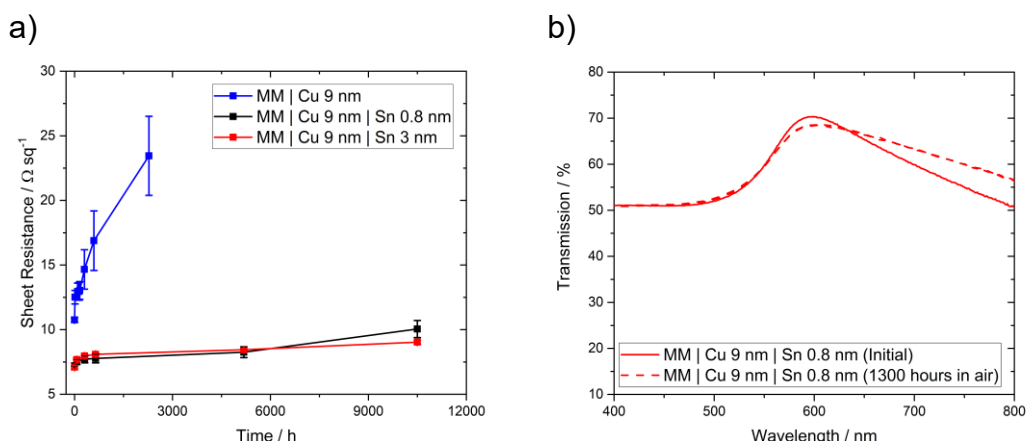 a)
b)
30
25
20
15
10
5
Sheet Resistance / Ω sq⁻¹
MM | Cu 9 nm
MM | Cu 9 nm | Sn 0.8 nm
MM | Cu 9 nm | Sn 3 nm
0
3000
6000
9000
12000
Time / h
80
70
60
50
40
30
20
10
Transmission / %
MM | Cu 9 nm | Sn 0.8 nm (Initial)
MM | Cu 9 nm | Sn 0.8 nm (1300 hours in air)
400
500
600
700
800
Wavelength / nm